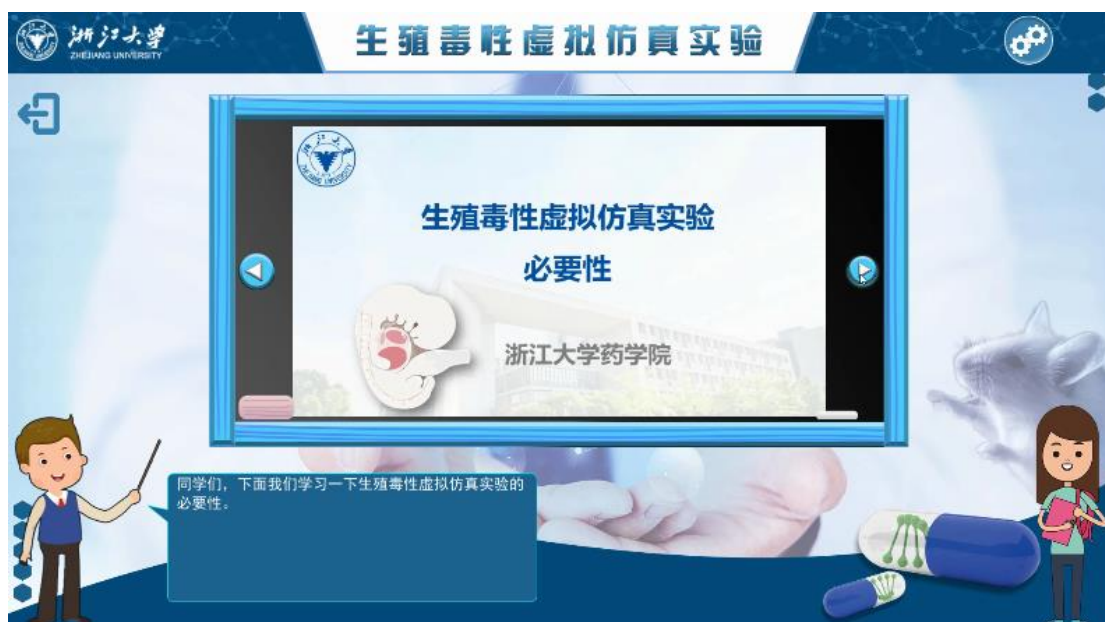 浙江大学
ZHEJIANG UNIVERSITY
生殖毒性虚拟仿真实验
生殖毒性虚拟仿真实验
必要性
浙江大学药学院
同学们，下面我们学习一下生殖毒性虚拟仿真实验的
必要性。